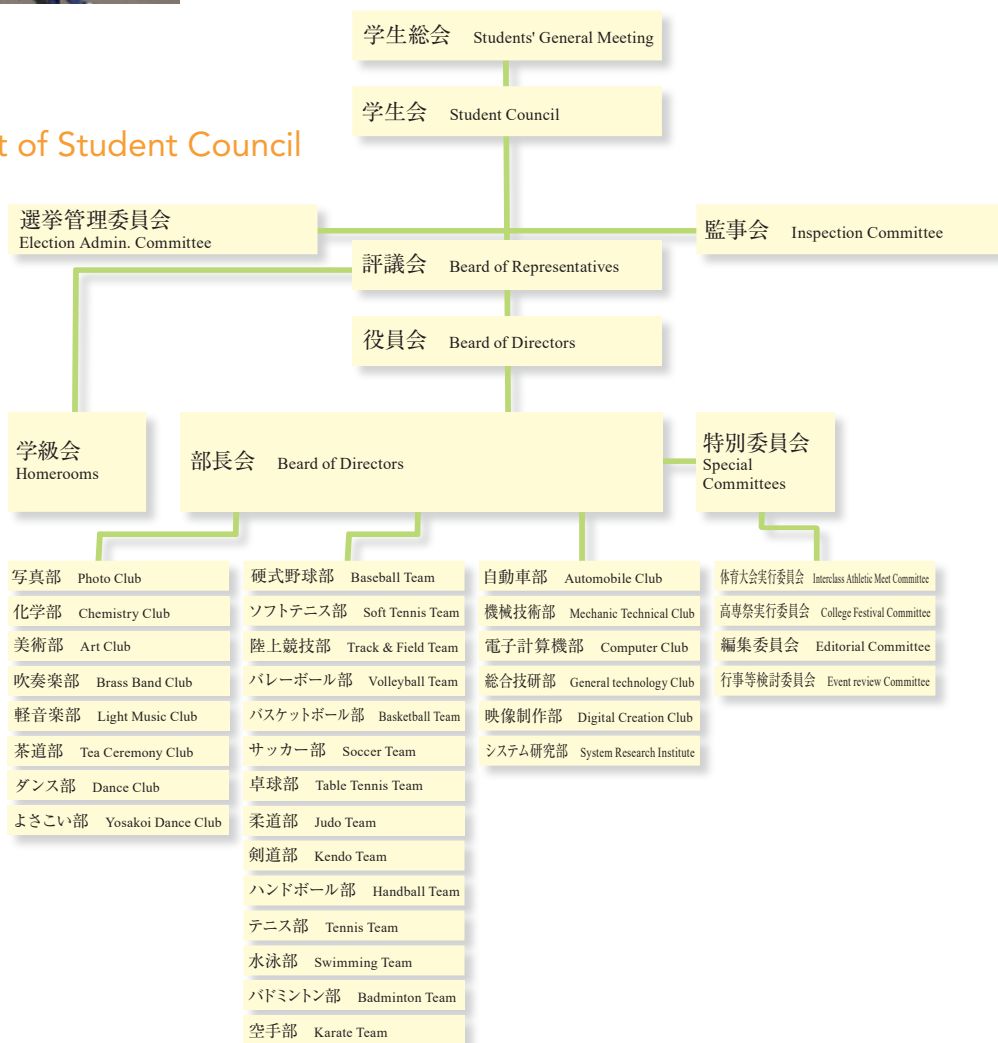 学生総会 Students' General Meeting
学生会 Student Council
t of Student Council
選挙管理委員会
Election Admin. Committee
監事会 Inspection Committee
評議会 Beard of Representatives
役員会 Beard of Directors
学級会
Homerooms
部長会 Beard of Directors
特別委員会
Special
Committees
写真部 Photo Club
化学部 Chemistry Club
美術部 Art Club
吹奏楽部 Brass Band Club
軽音楽部 Light Music Club
茶道部 Tea Ceremony Club
ダンス部 Dance Club
よさこい部 Yosakoi Dance Club
硬式野球部 Baseball Team
ソフトテニス部 Soft Tennis Team
陸上競技部 Track & Field Team
バレーボール部 Volleyball Team
バスケットボール部 Basketball Team
サッカー部 Soccer Team
卓球部 Table Tennis Team
柔道部 Judo Team
剣道部 Kendo Team
ハンドボール部 Handball Team
テニス部 Tennis Team
水泳部 Swimming Team
バドミントン部 Badminton Team
空手部 Karate Team
自動車部 Automobile Club
機械技術部 Mechanic Technical Club
電子計算機部 Computer Club
総合技研部 General technology Club
映像制作部 Digital Creation Club
システム研究部 System Research Institute
体育大会実行委員会 Interclass Athletic Meet Committee
高専祭実行委員会 College Festival Committee
編集委員会 Editorial Committee
行事等検討委員会 Event review Committee